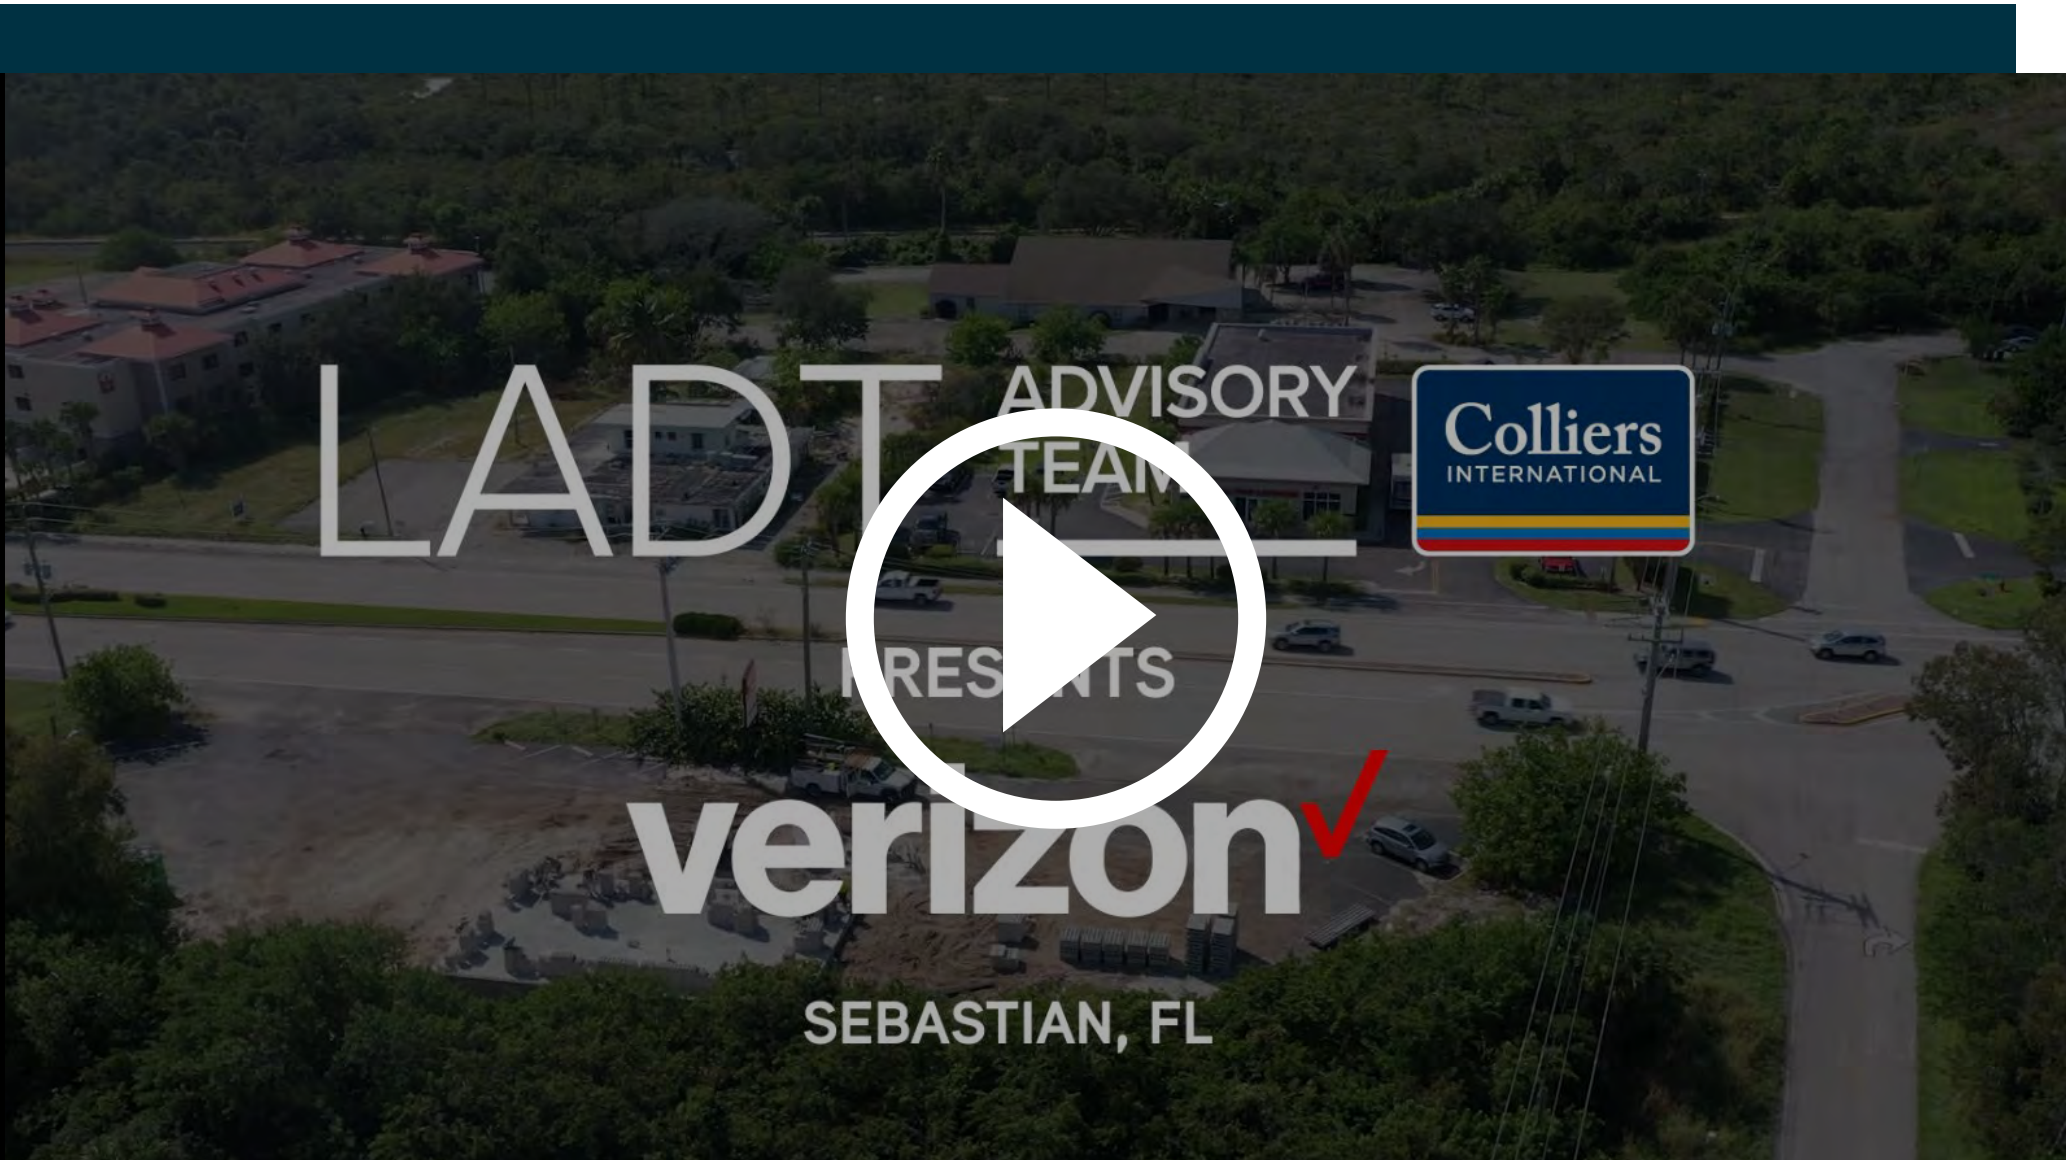 LADT
ADVISORY
TEAM
Colliers
INTERNATIONAL
PRESENTS
verizon
SEBASTIAN, FL